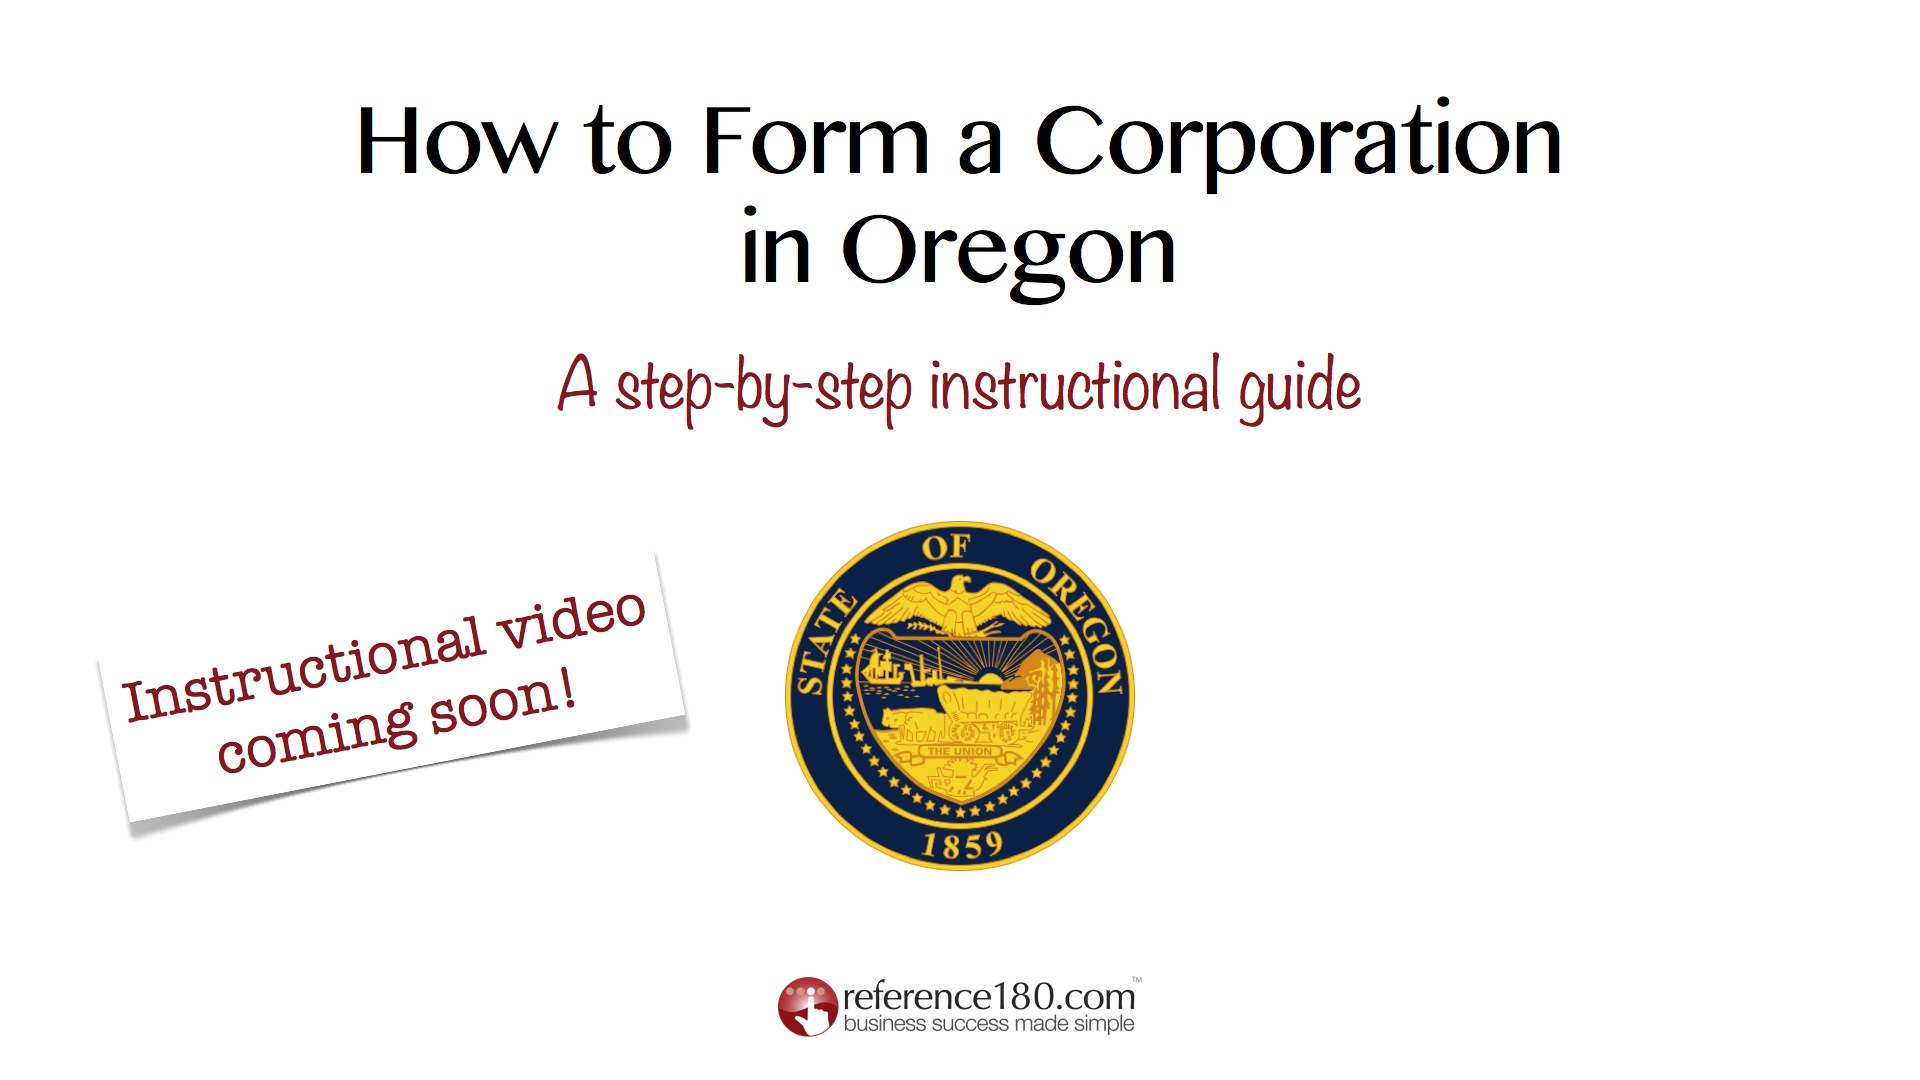 How to Form a Corporation
in Oregon
A step-by-step instructional guide
Instructional video
coming soon!
STATE OF OREGON
THE UNION
1859
reference180.com™
business success made simple